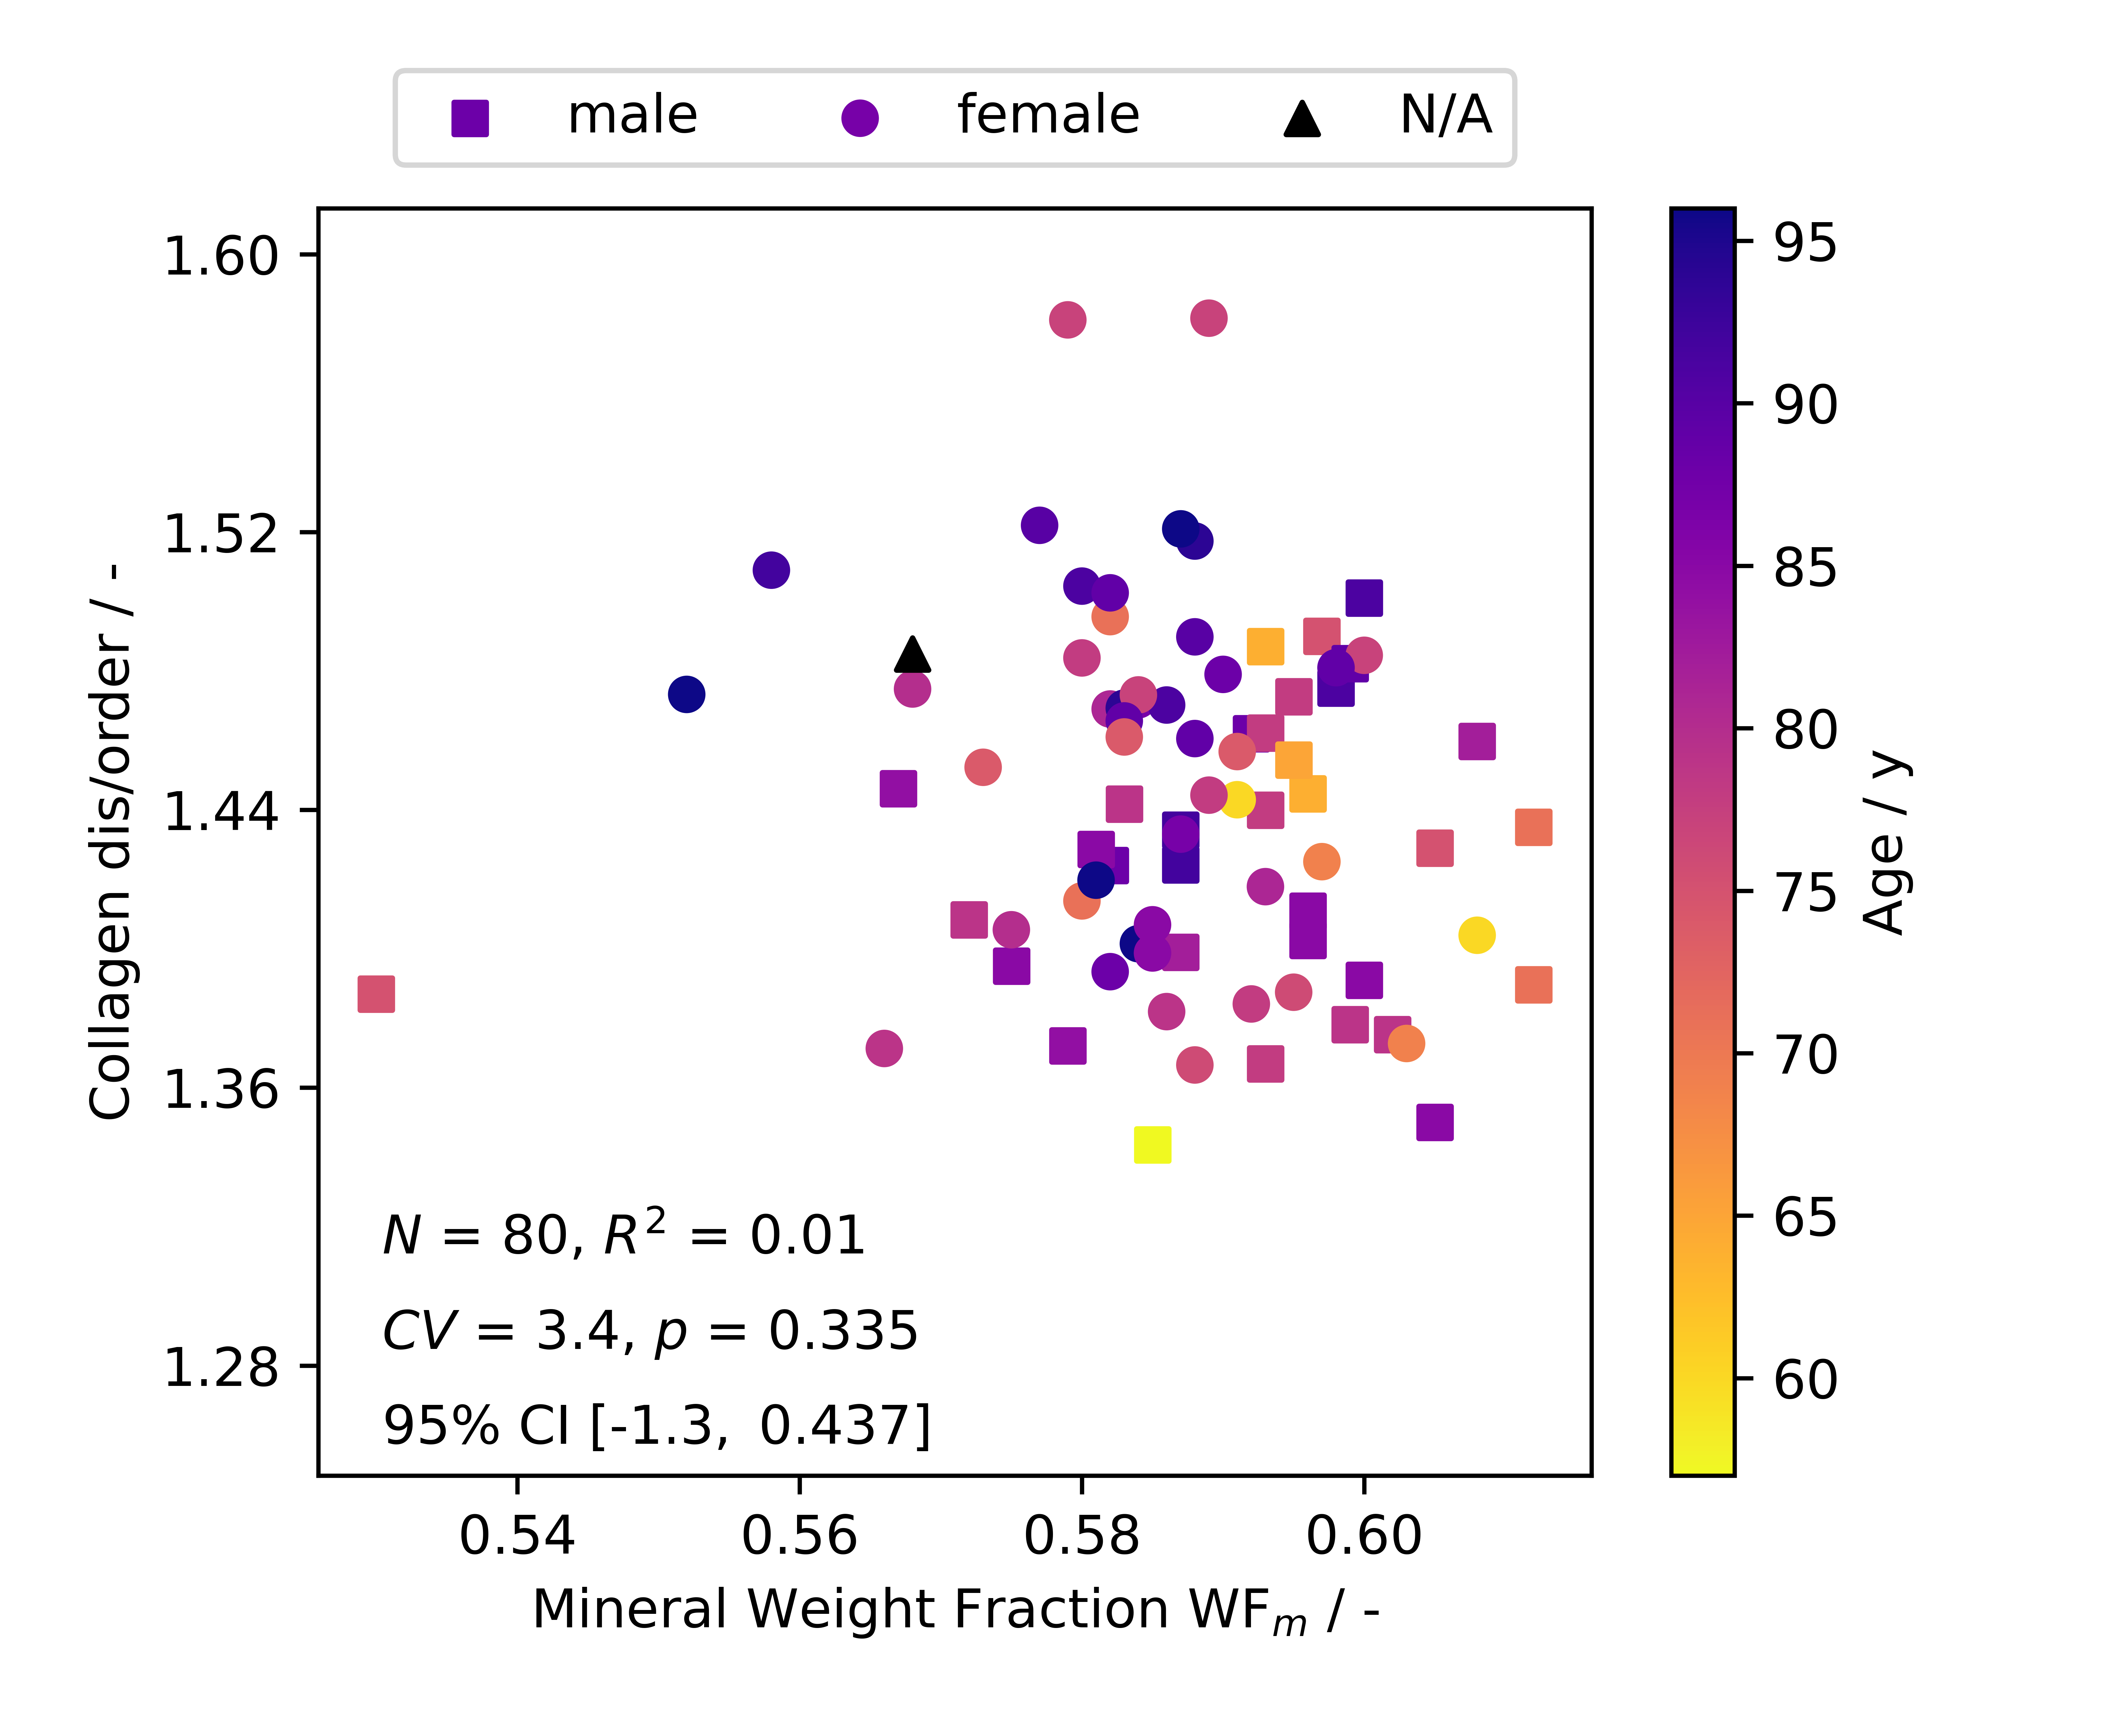 male female N/A
1.60
1.52
1.44
1.36
1.28
Collagen dis/order / -
N = 80, R² = 0.01
CV = 3.4, p = 0.335
95% CI [-1.3, 0.437]
0.54 0.56 0.58 0.60
Mineral Weight Fraction WFₘ / -
95
90
85
80
75
70
65
60
Age / y